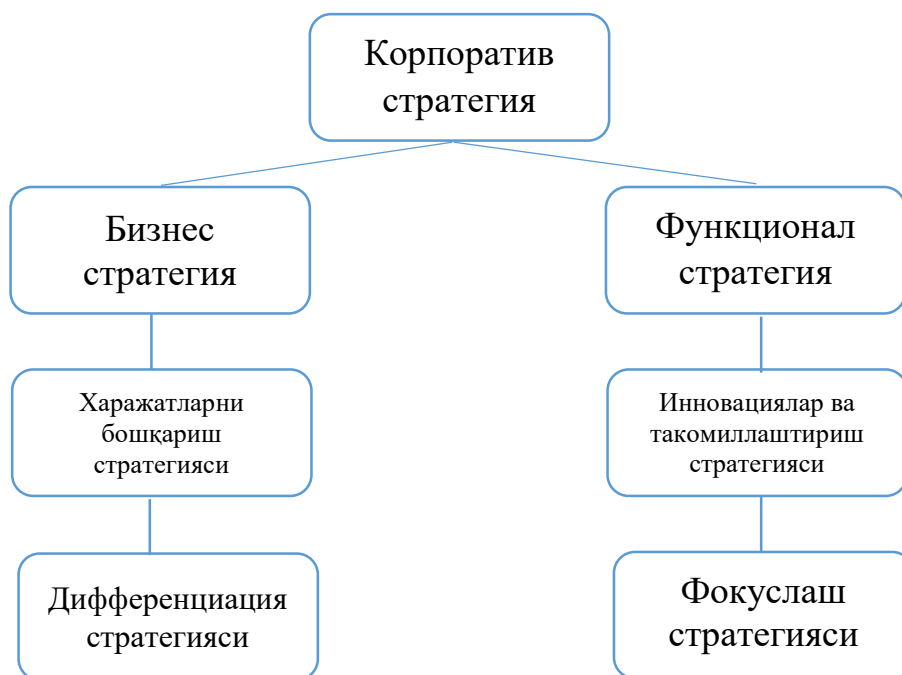 Корпоратив
стратегия
Бизнес
стратегия
Функционал
стратегия
Харажатларни
бошқариш
стратегияси
Инновациялар ва
такомиллаштириш
стратегияси
Дифференциация
стратегияси
Фокуслаш
стратегияси